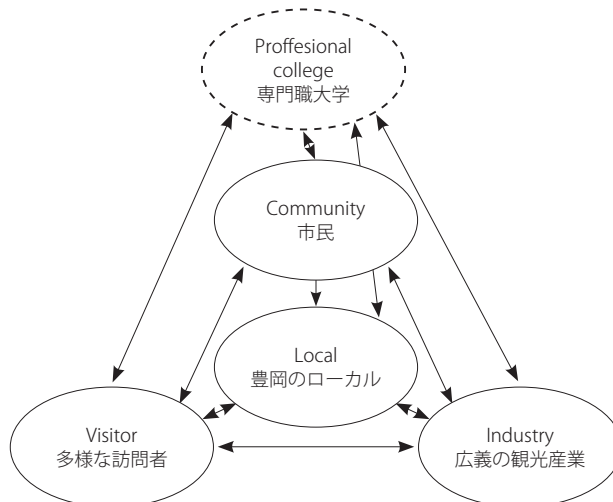 Proffesional
college
専門職大学
Community
市民
Local
豊岡のローカル
Visitor
多様な訪問者
Industry
広義の観光産業